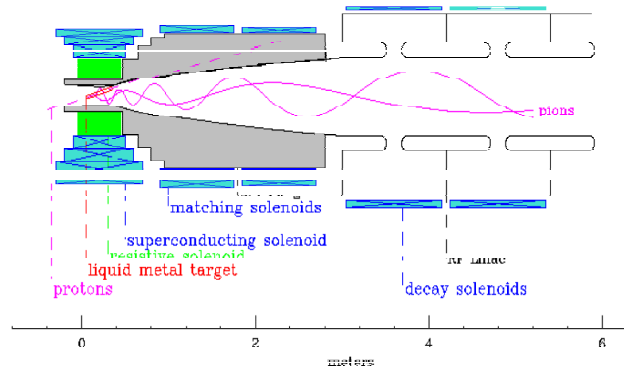 pions
matching solenoids
superconducting solenoid
resistive solenoid
liquid metal target
RF linac
protons
decay solenoids
0
2
4
6
meters